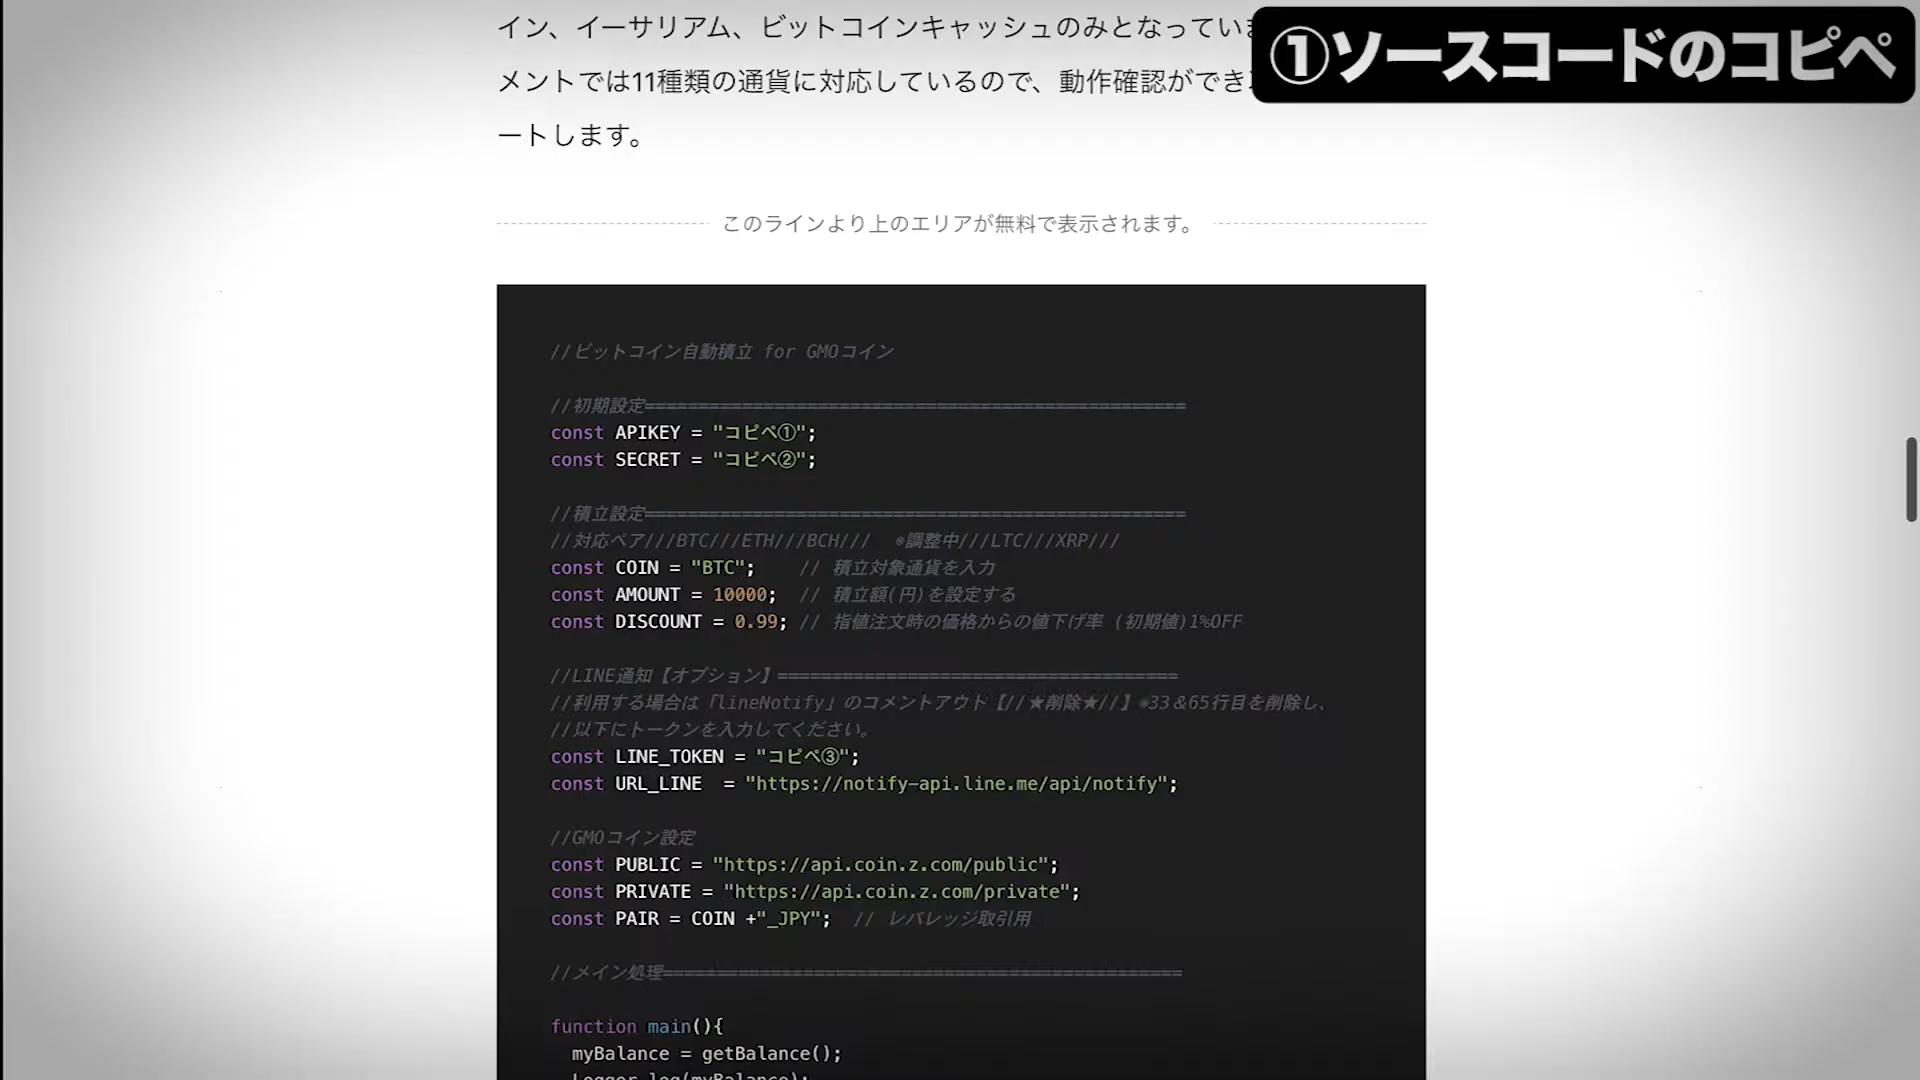 イン、イーサリアム、ビットコインキャッシュのみとなっていま
①ソースコードのコピペ
メントでは11種類の通貨に対応しているので、動作確認ができ
ートします。
このラインより上のエリアが無料で表示されます。
//ビットコイン自動積立 for GMOコイン
//初期設定==================================================
const APIKEY = "コピペ①";
const SECRET = "コピペ②";
//積立設定==================================================
//対応ペア///BTC///ETH///BCH/// ※調整中///LTC///XRP///
const COIN = "BTC"; // 積立対象通貨を入力
const AMOUNT = 10000; // 積立額(円)を設定する
const DISCOUNT = 0.99; // 指値注文時の価格からの値下げ率 (初期値)1%OFF
//LINE通知【オプション】=====================================
//利用する場合は「lineNotify」のコメントアウト【//★削除★//】※33&65行目を削除し、
//以下にトークンを入力してください。
const LINE_TOKEN = "コピペ③";
const URL_LINE = "https://notify-api.line.me/api/notify";
//GMOコイン設定
const PUBLIC = "https://api.coin.z.com/public";
const PRIVATE = "https://api.coin.z.com/private";
const PAIR = COIN +"_JPY"; // レバレッジ取引用
//メイン処理================================================
function main(){
myBalance = getBalance();
Logger.log(myBalance);